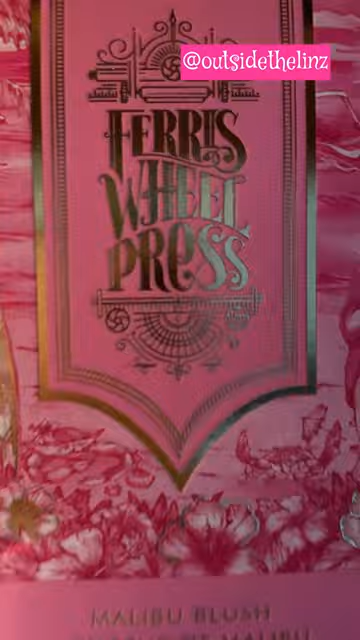 @outsidethelinz
FERRIS
WHEEL
PRESS
MALIBU BLUSH